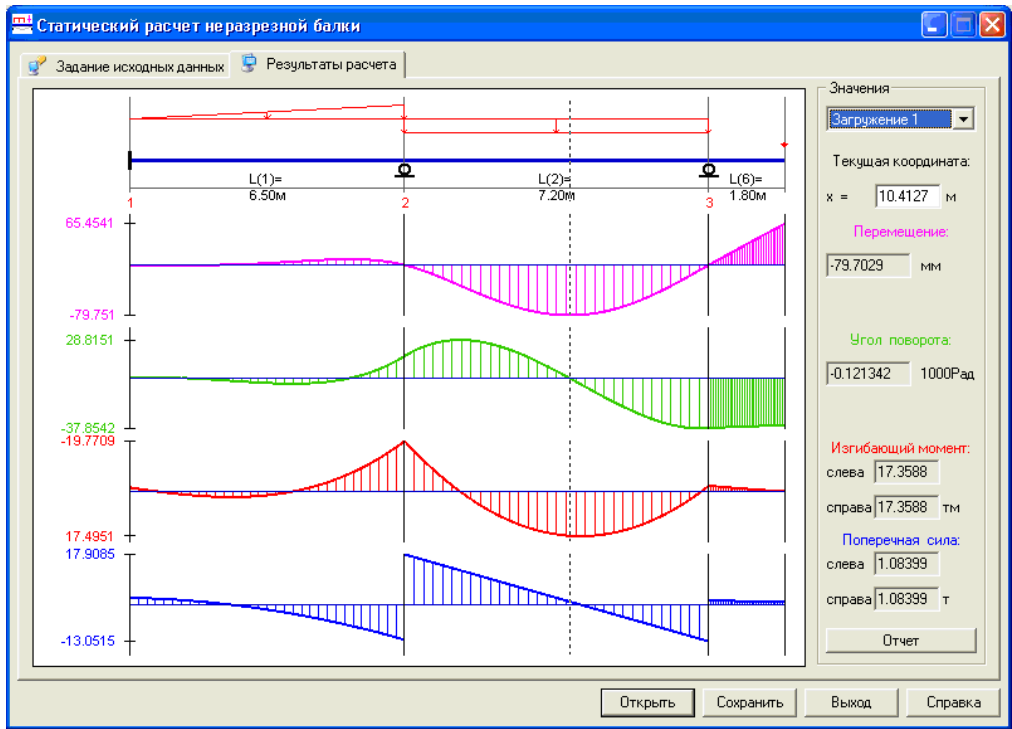 Статический расчет неразрезной балки
Задание исходных данных
Результаты расчета
L(1)=
6.50м
L(2)=
7.20м
L(6)=
1.80м
1
2
3
65.4541
-79.751
28.8151
-37.8542
-19.7709
17.4951
17.9085
-13.0515
Значения
Загружение 1
Текущая координата:
x = 10.4127 м
Перемещение:
-79.7029 мм
Угол поворота:
-0.121342 1000Рад
Изгибающий момент:
слева 17.3588
справа 17.3588 тм
Поперечная сила:
слева 1.08399
справа 1.08399 т
Отчет
Открыть
Сохранить
Выход
Справка